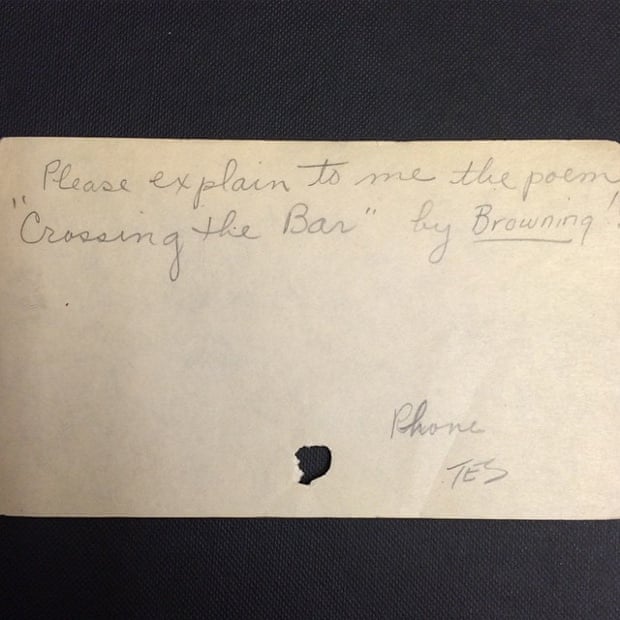 Please explain to me the poem
"Crossing the Bar" by Browning!
Phone
TES